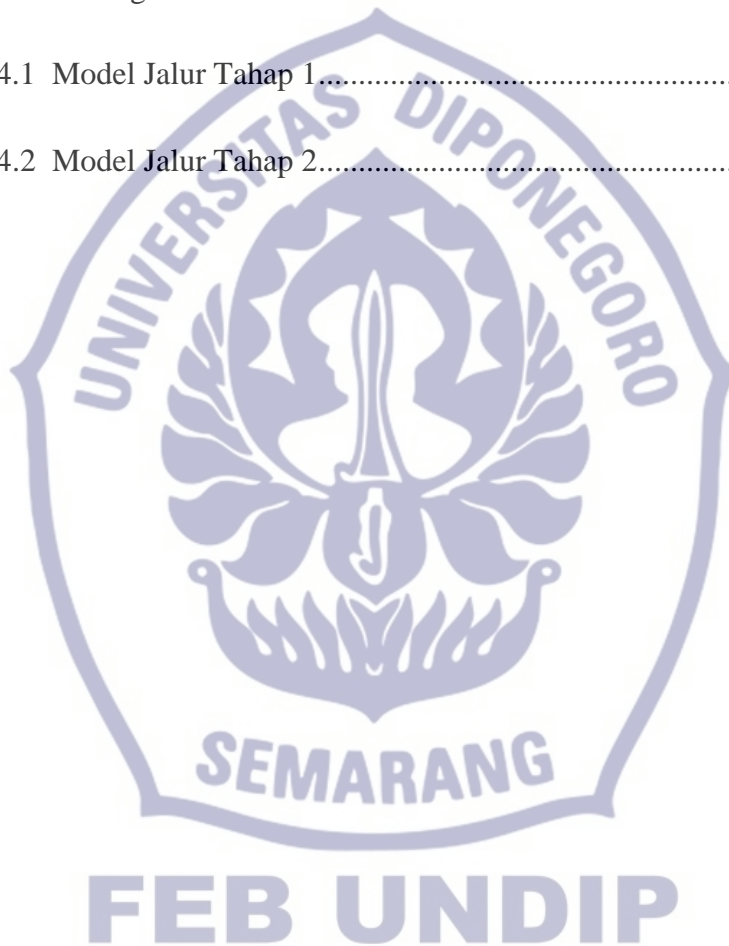 4.1 Model Jalur Tahap 1..........................................................
4.2 Model Jalur Tahap 2..........................................................
UNIVERSITAS DIPONEGORO
SEMARANG
FEB UNDIP